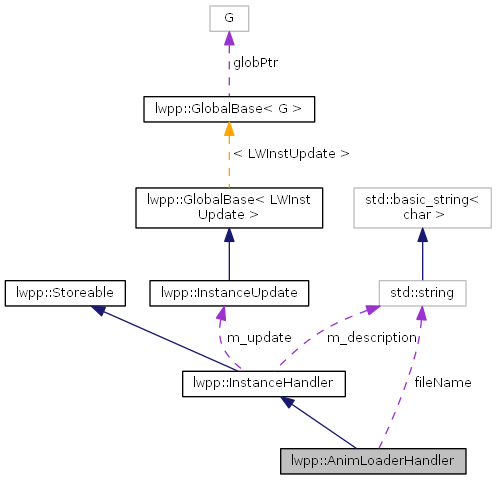 G
globPtr
lwpp::GlobalBase< G >
< LWInstUpdate >
lwpp::GlobalBase< LWInst
Update >
std::basic_string<
char >
lwpp::Storeable
lwpp::InstanceUpdate
std::string
m_update
m_description
lwpp::InstanceHandler
fileName
lwpp::AnimLoaderHandler